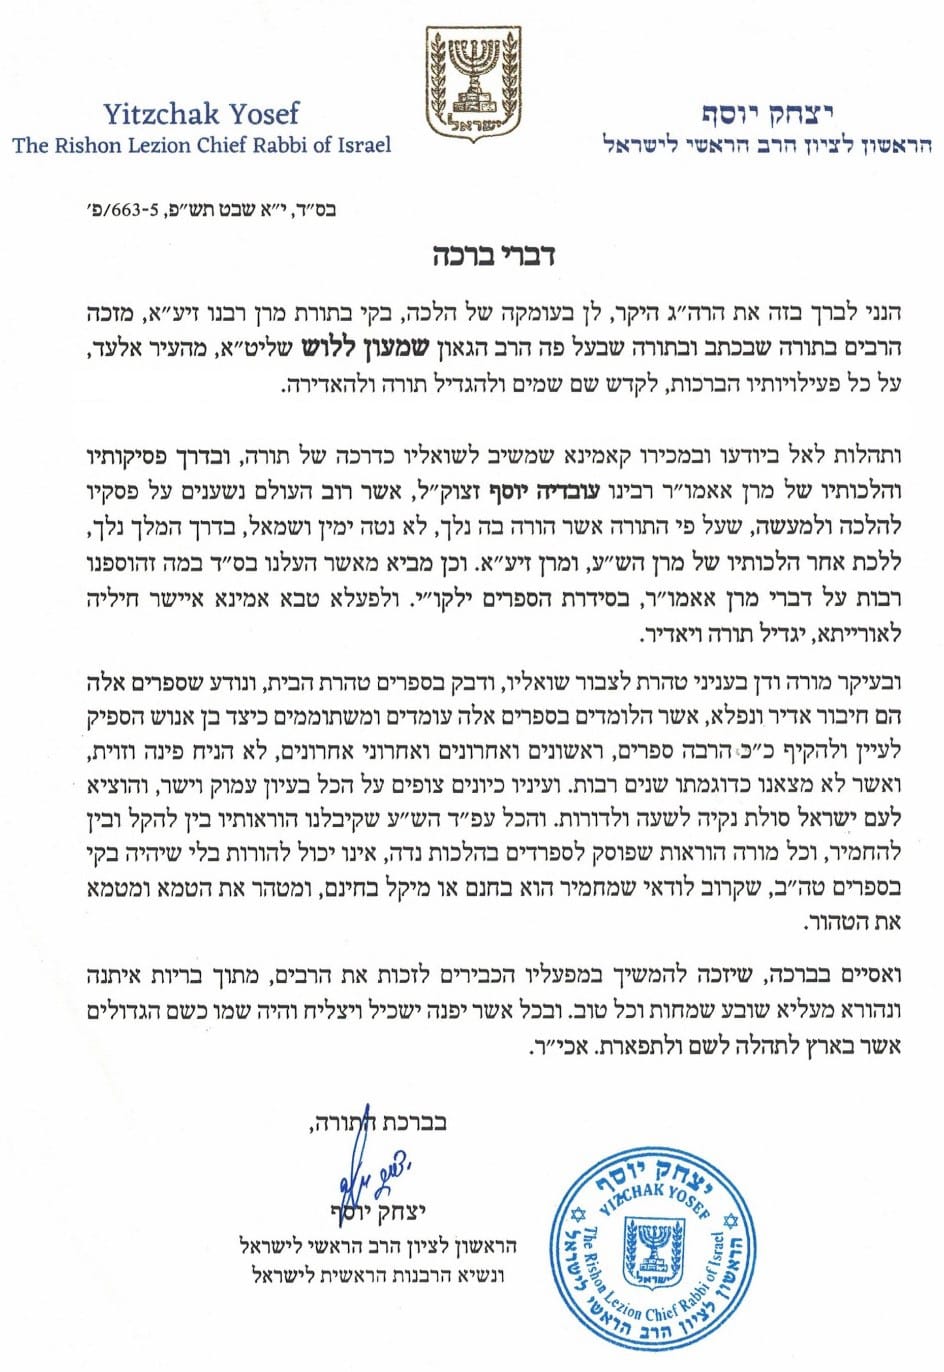 ישראל
Yitzchak Yosef
The Rishon Lezion Chief Rabbi of Israel
יצחק יוסף
הראשון לציון הרב הראשי לישראל
בס״ד, י״א שבט תש״פ, 663-5/פ׳
דברי ברכה
הנני לברך בזה את הרה״ג היקר, לן בעומקה של הלכה, בקי בתורת מרן רבנו זיע״א, מזכה
הרבים בתורה שבכתב ובתורה שבעל פה הרב הגאון שמעון ללוש שליט״א, מהעיר אלעד,
על כל פעילויותיו הברכות, לקדש שם שמים ולהגדיל תורה ולהאדירה.
ותהלות לאל ביודעו ובמכירו קאמינא שמשיב לשואליו כדרכה של תורה, ובדרך פסיקותיו
והלכותיו של מרן אאמו״ר רבינו עובדיה יוסף זצוק״ל, אשר רוב העולם נשענים על פסקיו
להלכה ולמעשה, שעל פי התורה אשר הורה בה נלך, לא נטה ימין ושמאל, בדרך המלך נלך,
ללכת אחר הלכותיו של מרן הש״ע, ומרן זיע״א. וכן מביא מאשר העלנו בס״ד במה זהוספנו
רבות על דברי מרן אאמו״ר, בסידרת הספרים ילקו״י. ולפעלא טבא אמינא איישר חיליה
לאורייתא, יגדיל תורה ויאדיר.
ובעיקר מורה ודן בעניני טהרת לצבור שואליו, ודבק בספרים טהרת הבית, ונודע שספרים אלה
הם חיבור אדיר ונפלא, אשר הלומדים בספרים אלה עומדים ומשתוממים כיצד בן אנוש הספיק
לעיין ולהקיף כ״כ הרבה ספרים, ראשונים ואחרונים ואחרוני אחרונים, לא הניח פינה וזוית,
ואשר לא מצאנו כדוגמתו שנים רבות. ועיניו כיונים צופים על הכל בעיון עמוק וישר, והוציא
לעם ישראל סולת נקיה לשעה ולדורות. והכל עפ״ד הש״ע שקיבלנו הוראותיו בין להקל ובין
להחמיר, וכל מורה הוראות שפוסק לספרדים בהלכות נדה, אינו יכול להורות בלי שיהיה בקי
בספרים טה״ב, שקרוב לודאי שמחמיר הוא בחנם או מיקל בחינם, ומטהר את הטמא ומטמא
את הטהור.
ואסיים בברכה, שיזכה להמשיך במפעליו הכבירים לזכות את הרבים, מתוך בריות איתנה
ונהורא מעליא שובע שמחות וכל טוב. ובכל אשר יפנה ישכיל ויצליח והיה שמו כשם הגדולים
אשר בארץ לתהלה לשם ולתפארת. אכי״ר.
בברכת התורה,
יצחק יוסף
הראשון לציון הרב הראשי לישראל
ונשיא הרבנות הראשית לישראל
יצחק יוסף
YIZCHAK YOSEF
ישראל
The Rishon Lezion Chief Rabbi of Israel
הראשון לציון הרב הראשי לישראל